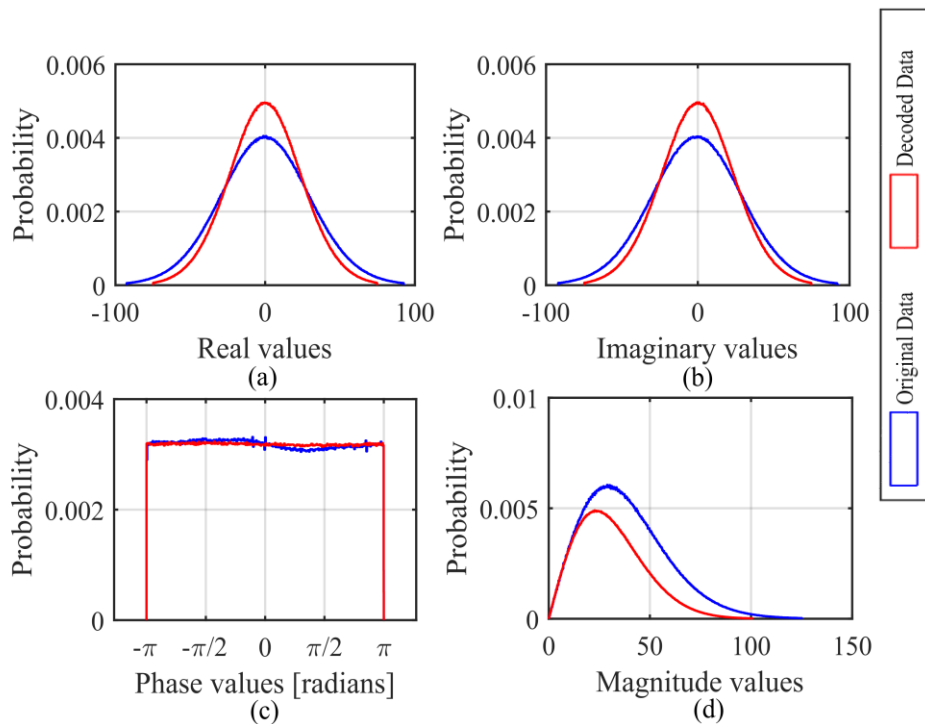 (a)
0.006
0.004
0.002
0
Probability
-100 0 100
Real values
(b)
0.006
0.004
0.002
0
Probability
-100 0 100
Imaginary values
0.004
0.002
0
Probability
-π -π/2 0 π/2 π
Phase values [radians]
(c)
0.01
0.005
0
Probability
0 50 100 150
Magnitude values
(d)
Decoded Data
Original Data